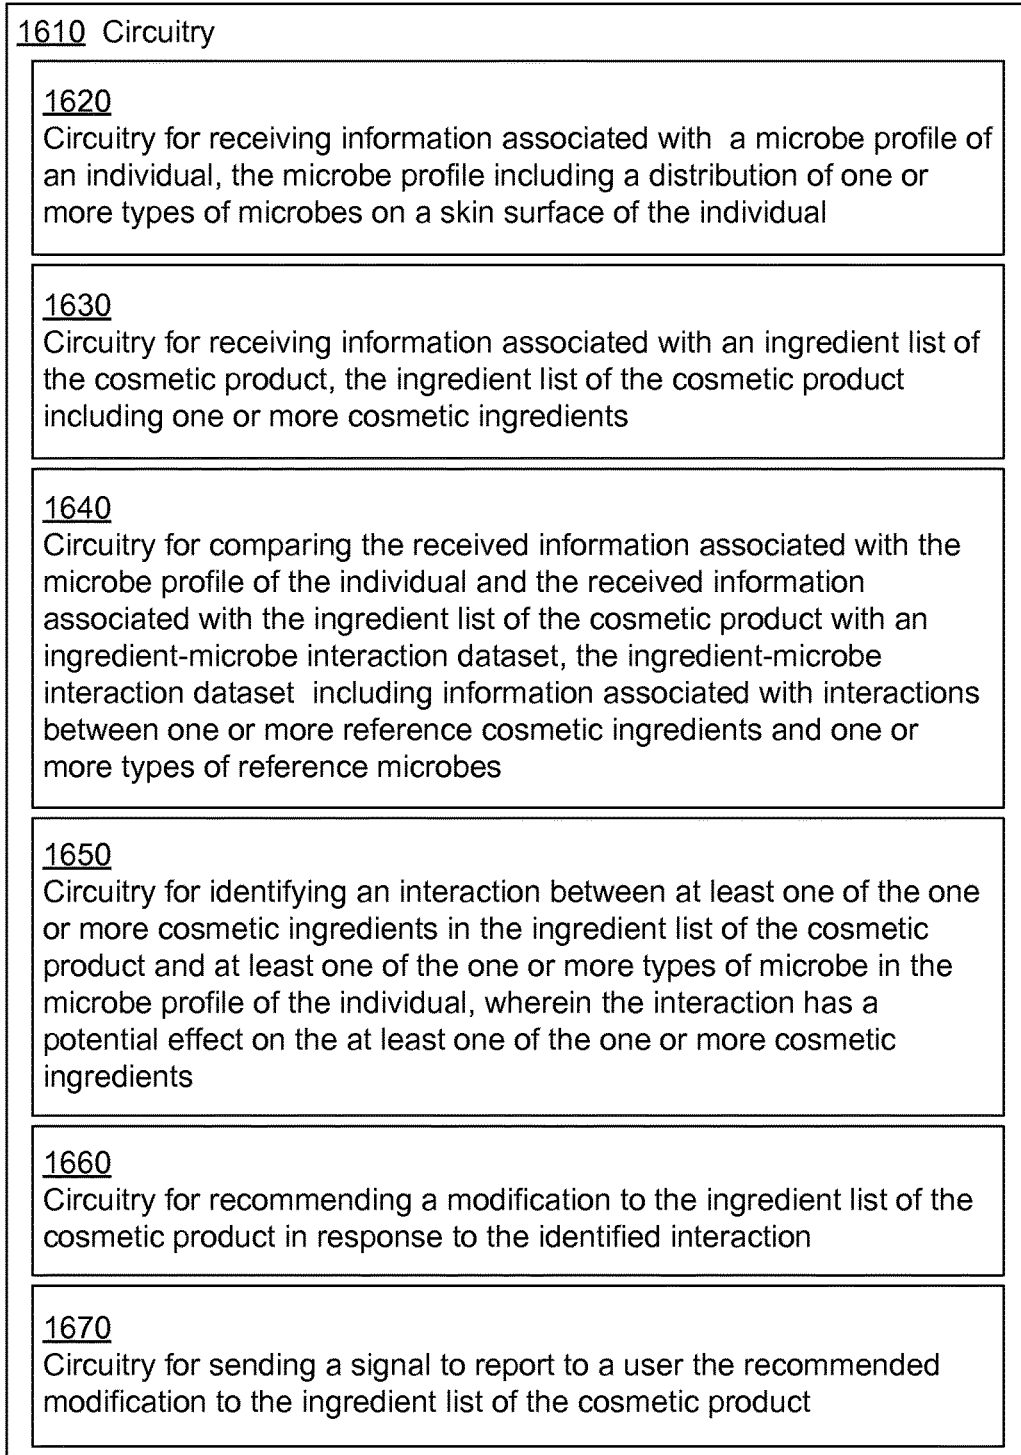 1610 Circuitry
1620
Circuitry for receiving information associated with a microbe profile of
an individual, the microbe profile including a distribution of one or
more types of microbes on a skin surface of the individual
1630
Circuitry for receiving information associated with an ingredient list of
the cosmetic product, the ingredient list of the cosmetic product
including one or more cosmetic ingredients
1640
Circuitry for comparing the received information associated with the
microbe profile of the individual and the received information
associated with the ingredient list of the cosmetic product with an
ingredient-microbe interaction dataset, the ingredient-microbe
interaction dataset including information associated with interactions
between one or more reference cosmetic ingredients and one or
more types of reference microbes
1650
Circuitry for identifying an interaction between at least one of the one
or more cosmetic ingredients in the ingredient list of the cosmetic
product and at least one of the one or more types of microbe in the
microbe profile of the individual, wherein the interaction has a
potential effect on the at least one of the one or more cosmetic
ingredients
1660
Circuitry for recommending a modification to the ingredient list of the
cosmetic product in response to the identified interaction
1670
Circuitry for sending a signal to report to a user the recommended
modification to the ingredient list of the cosmetic product